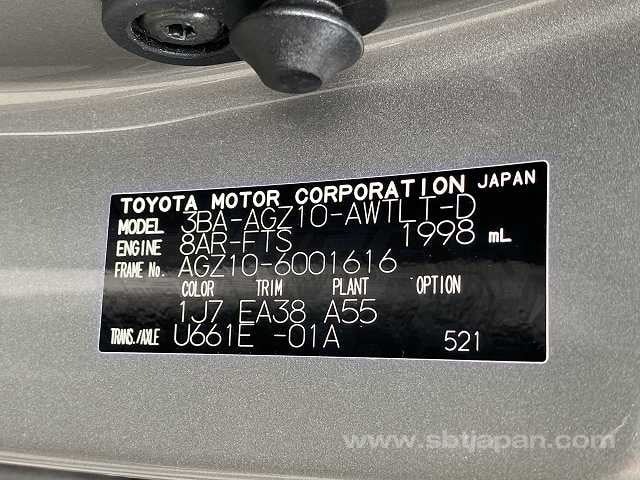 TOYOTA MOTOR CORPORATION JAPAN
MODEL 3BA-AGZ10-AWTLT-D
ENGINE 8AR-FTS 1998 mL
FRAME No. AGZ10-6001616
COLOR TRIM PLANT OPTION
1J7 EA38 A55
TRANS./AXLE U661E -01A 521
www.sbtjapan.com